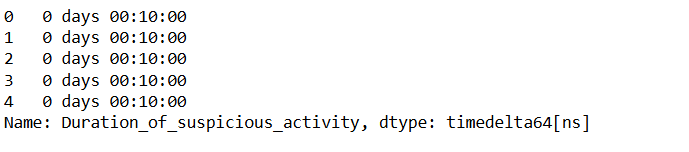 0   0 days 00:10:00
1   0 days 00:10:00
2   0 days 00:10:00
3   0 days 00:10:00
4   0 days 00:10:00
Name: Duration_of_suspicious_activity, dtype: timedelta64[ns]